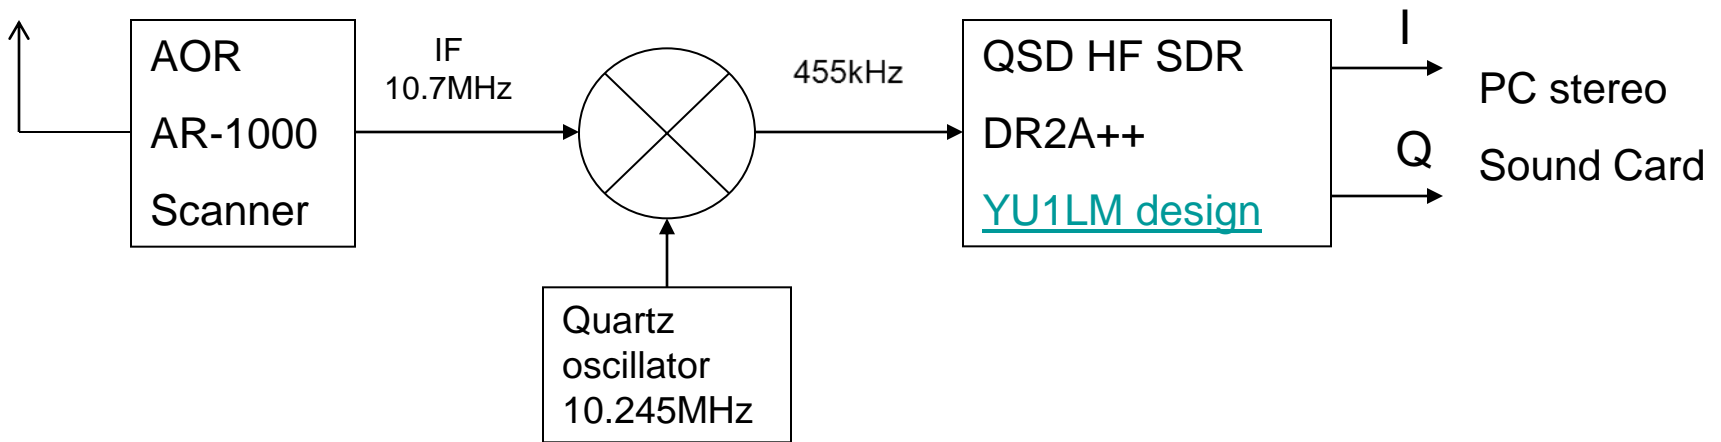 AOR
AR-1000
Scanner
IF
10.7MHz
455kHz
Quartz
oscillator
10.245MHz
QSD HF SDR
DR2A++
YU1LM design
I
Q
PC stereo
Sound Card